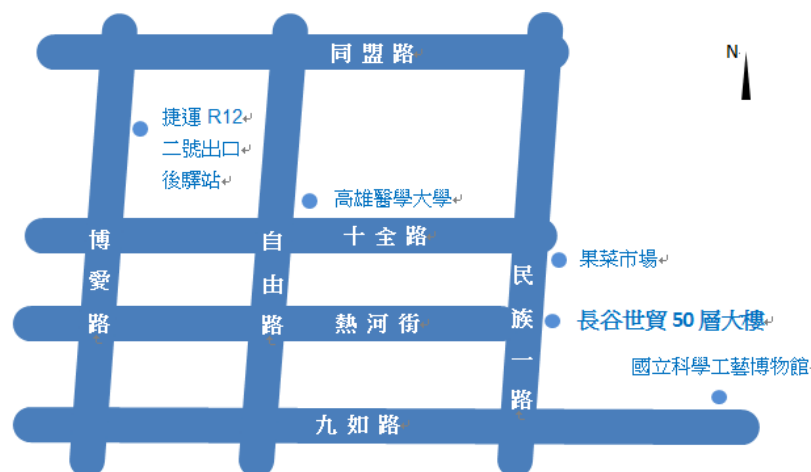 同盟路
N
捷運 R12
二號出口
後驛站
高雄醫學大學
博愛路
自由路
十全路
民族一路
果菜市場
熱河街
長谷世貿 50 層大樓
國立科學工藝博物館
九如路